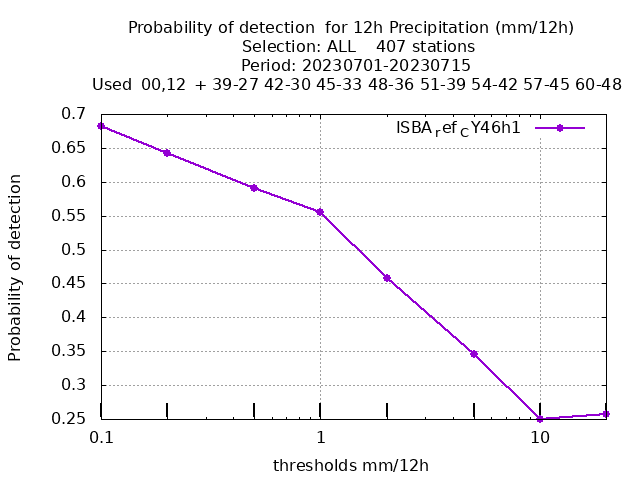 Probability of detection  for 12h Precipitation (mm/12h)
Selection: ALL    407 stations
Period: 20230701-20230715
Used  00,12  + 39-27 42-30 45-33 48-36 51-39 54-42 57-45 60-48
ISBA_ref_CY46h1
0.7
0.65
0.6
0.55
0.5
0.45
0.4
0.35
0.3
0.25
Probability of detection
0.1
1
10
thresholds mm/12h